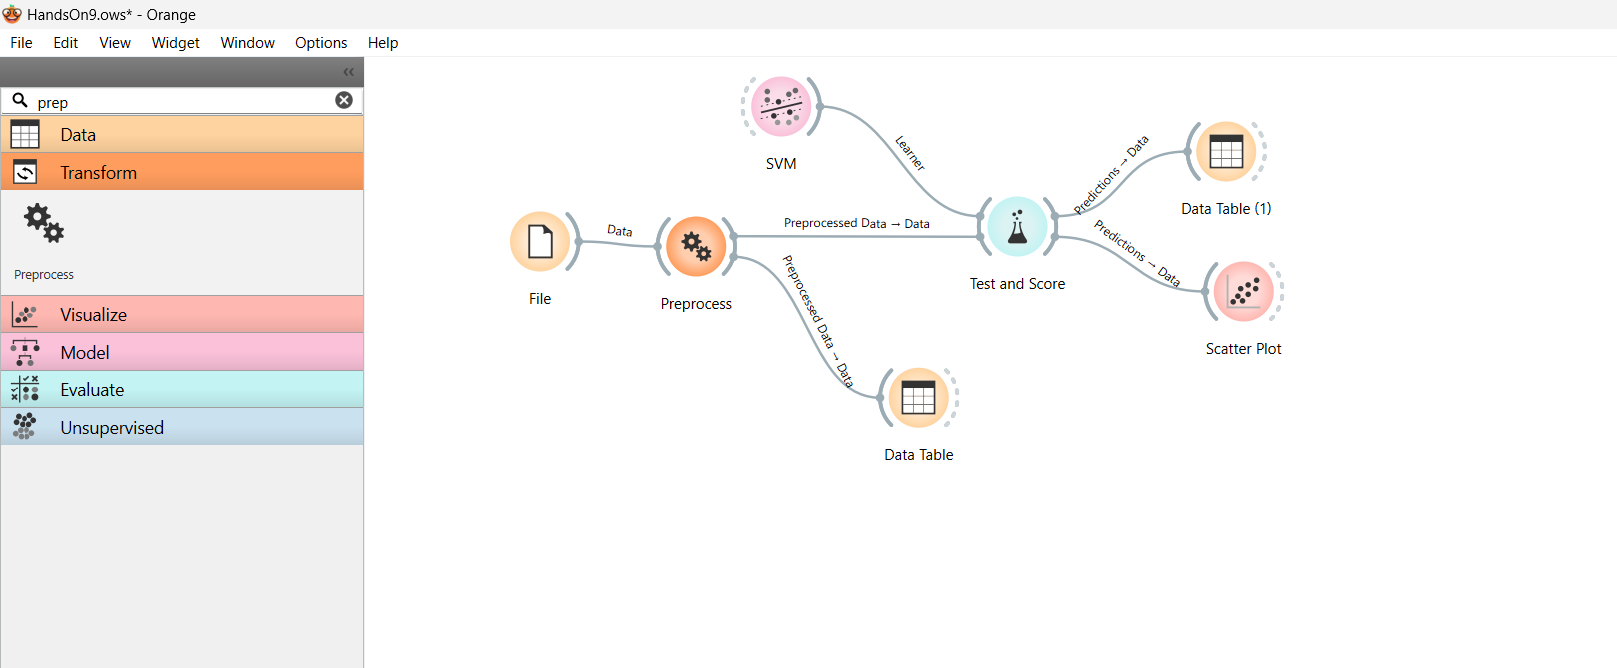 HandsOn9.ows* - Orange
File Edit View Widget Window Options Help
prep
Data
Transform
Preprocess
Visualize
Model
Evaluate
Unsupervised
SVM
Learner
Predictions → Data
Data Table (1)
File
Data
Preprocess
Preprocessed Data → Data
Test and Score
Predictions → Data
Scatter Plot
Preprocessed Data → Data
Data Table